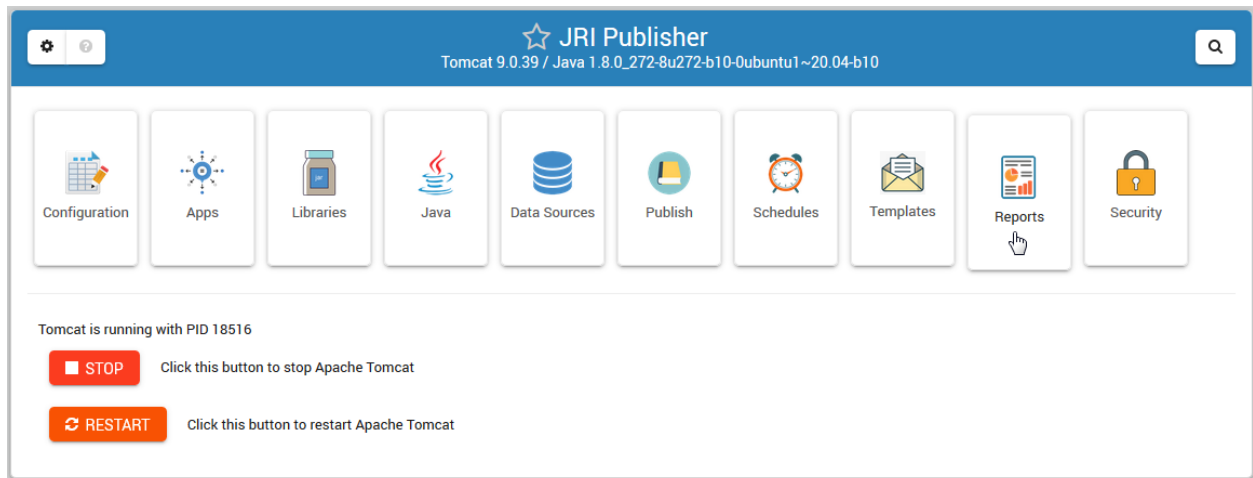 JRI Publisher
Tomcat 9.0.39 / Java 1.8.0_272-8u272-b10-0ubuntu1~20.04-b10
Configuration
Apps
jar
Libraries
Java
Data Sources
Publish
Schedules
Templates
Reports
Security
Tomcat is running with PID 18516
STOP Click this button to stop Apache Tomcat
RESTART Click this button to restart Apache Tomcat